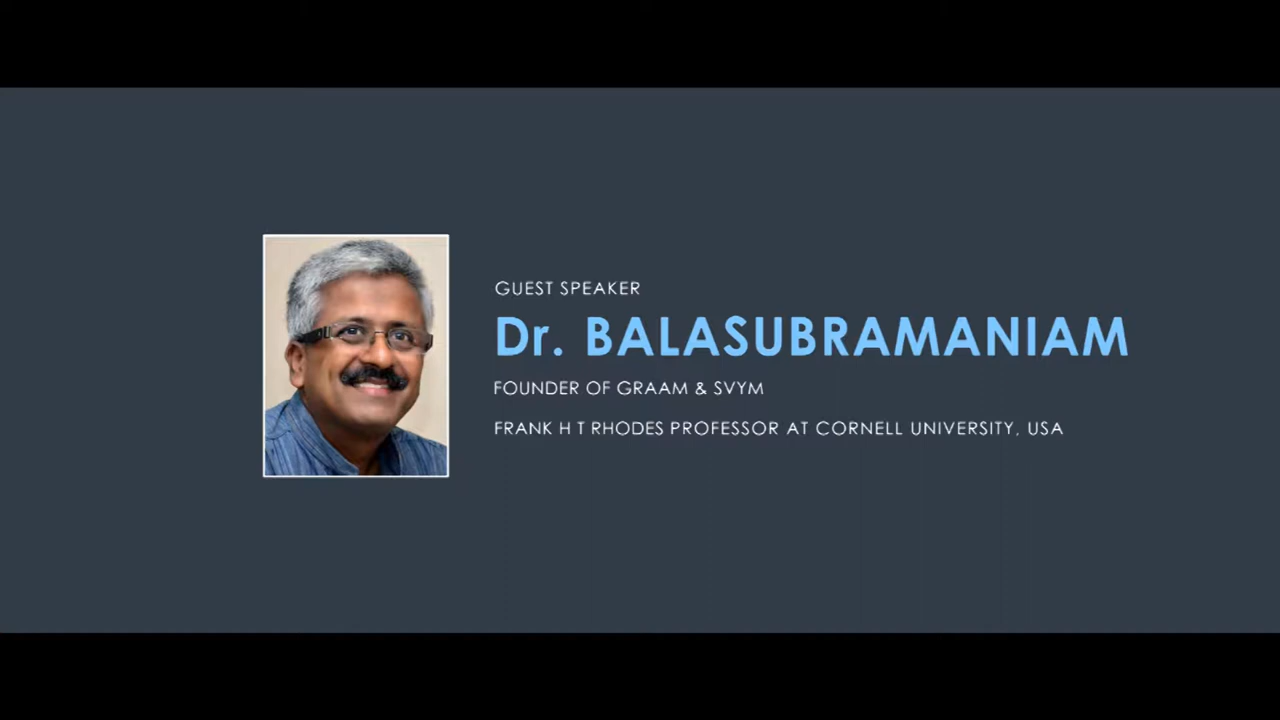 GUEST SPEAKER
Dr. BALASUBRAMANIAM
FOUNDER OF GRAAM & SVYM
FRANK H T RHODES PROFESSOR AT CORNELL UNIVERSITY, USA